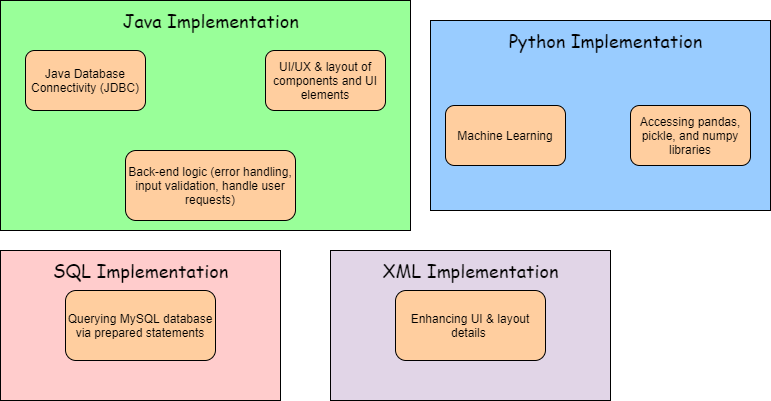 Java Implementation
Java Database
Connectivity (JDBC)
UI/UX & layout of
components and UI
elements
Back-end logic (error handling,
input validation, handle user
requests)
Python Implementation
Machine Learning
Accessing pandas,
pickle, and numpy
libraries
SQL Implementation
Querying MySQL database
via prepared statements
XML Implementation
Enhancing UI & layout
details